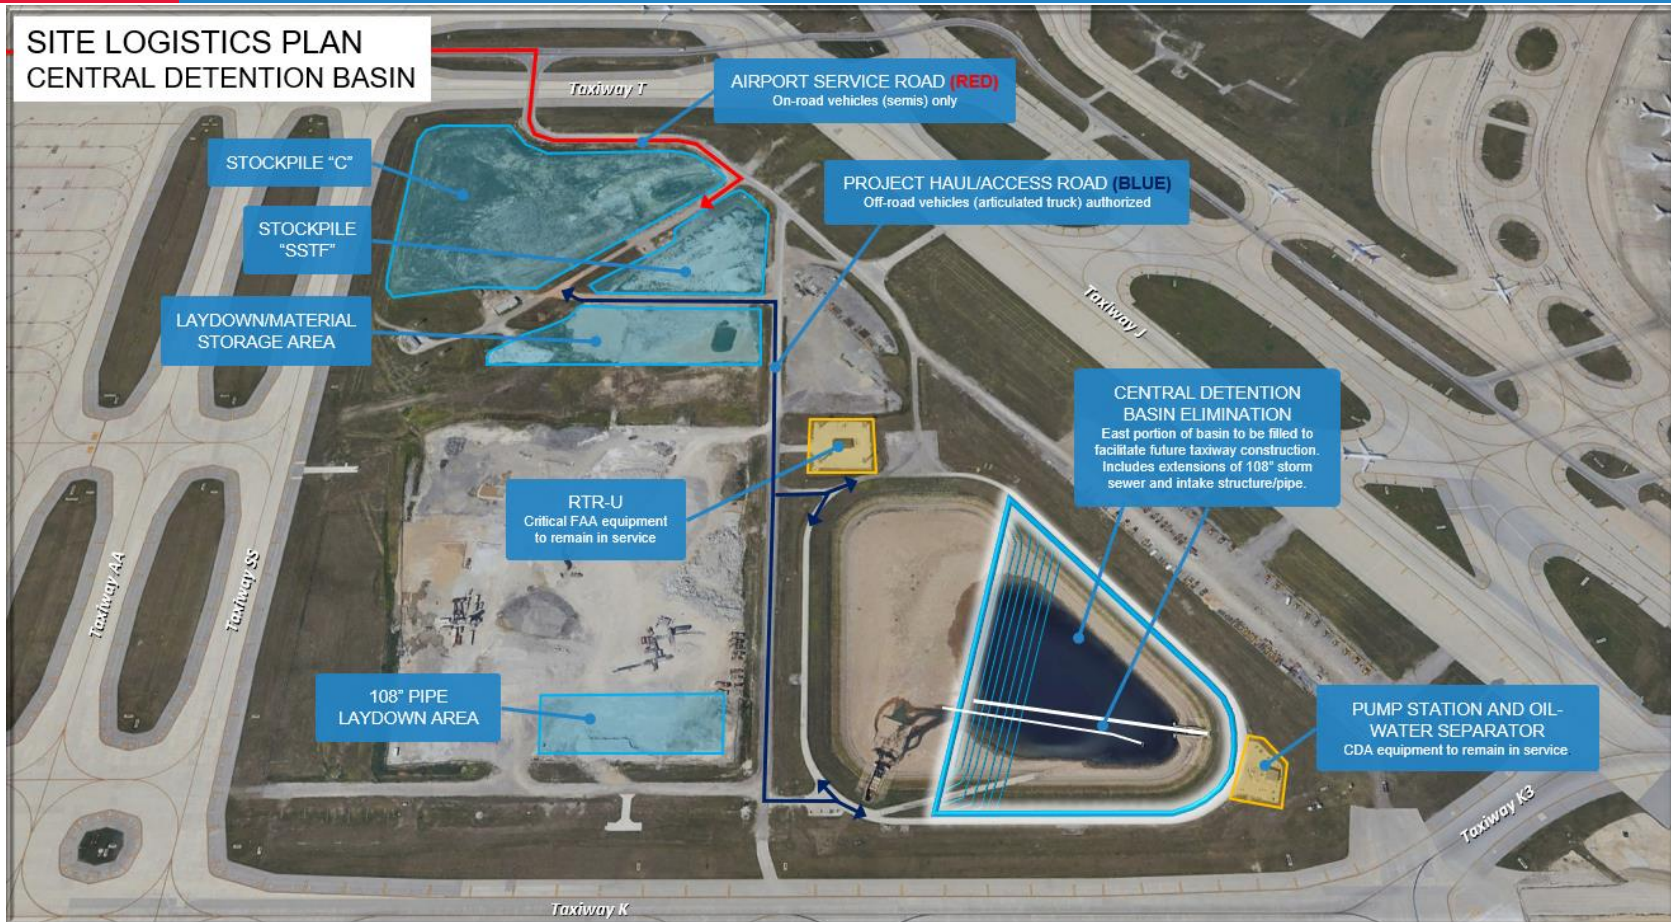 SITE LOGISTICS PLAN
CENTRAL DETENTION BASIN
Taxiway T
AIRPORT SERVICE ROAD (RED)
On-road vehicles (semis) only
STOCKPILE “C”
PROJECT HAUL/ACCESS ROAD (BLUE)
Off-road vehicles (articulated truck) authorized
STOCKPILE
“SSTF”
LAYDOWN/MATERIAL
STORAGE AREA
Taxiway J
CENTRAL DETENTION
BASIN ELIMINATION
East portion of basin to be filled to
facilitate future taxiway construction.
Includes extensions of 108” storm
sewer and intake structure/pipe.
RTR-U
Critical FAA equipment
to remain in service
Taxiway AA
Taxiway SS
108” PIPE
LAYDOWN AREA
PUMP STATION AND OIL-
WATER SEPARATOR
CDA equipment to remain in service.
Taxiway K3
Taxiway K